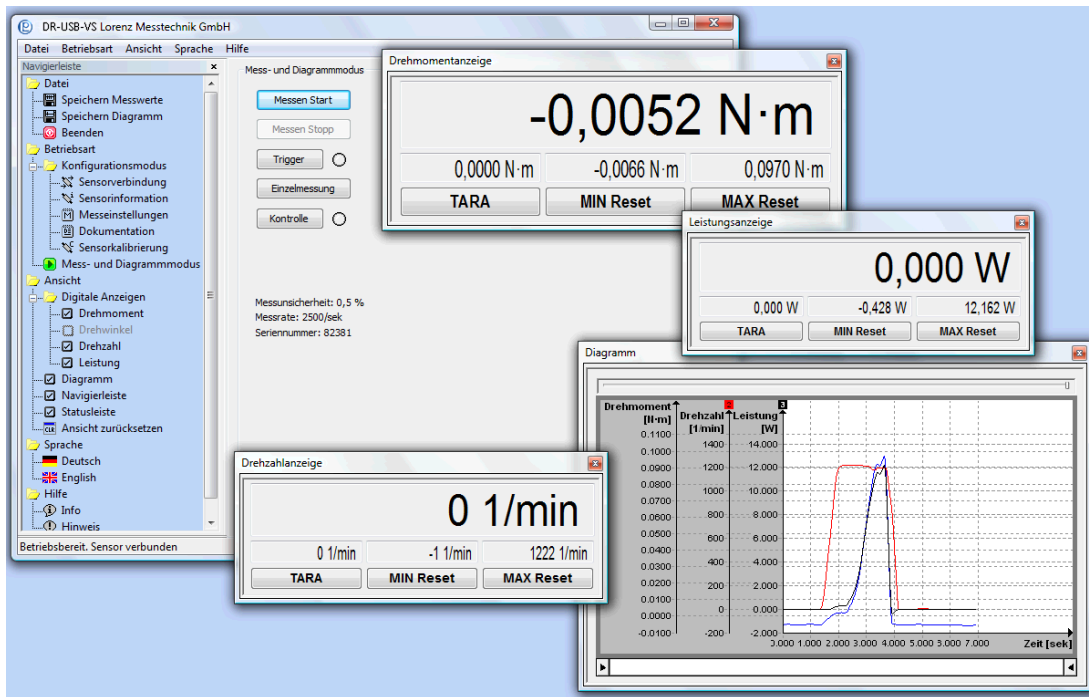 DR-USB-VS Lorenz Messtechnik GmbH
Datei Betriebsart Ansicht Sprache Hilfe
Navigierleiste
Datei
Speichern Messwerte
Speichern Diagramm
Beenden
Betriebsart
Konfigurationsmodus
Sensorverbindung
Sensorinformation
Messeinstellungen
Dokumentation
Sensorkalibrierung
Mess- und Diagrammmodus
Ansicht
Digitale Anzeigen
Drehmoment
Drehwinkel
Drehzahl
Leistung
Diagramm
Navigierleiste
Statusleiste
CLR Ansicht zurücksetzen
Sprache
Deutsch
English
Hilfe
Info
Hinweis
Betriebsbereit. Sensor verbunden
Mess- und Diagrammmodus
Messen Start
Messen Stopp
Trigger
Einzelmessung
Kontrolle
Messunsicherheit: 0,5 %
Messrate: 2500/sek
Seriennummer: 82381
Drehmomentanzeige
-0,0052 N·m
0,0000 N·m -0,0066 N·m 0,0970 N·m
TARA MIN Reset MAX Reset
Leistungsanzeige
0,000 W
0,000 W -0,428 W 12,162 W
TARA MIN Reset MAX Reset
Drehzahlanzeige
0 1/min
0 1/min -1 1/min 1222 1/min
TARA MIN Reset MAX Reset
Diagramm
2 3
Drehmoment Drehzahl Leistung
[N·m] [1/min] [W]
0.1100 1400 14.000
0.1000
0.0900 1200 12.000
0.0800
0.0700 1000 10.000
0.0600 800 8.000
0.0500 600 6.000
0.0400
0.0300 400 4.000
0.0200 200 2.000
0.0100
0.0000 0 0.000
-0.0100 -200 -2.000
0.000 1.000 2.000 3.000 4.000 5.000 6.000 7.000 Zeit [sek]